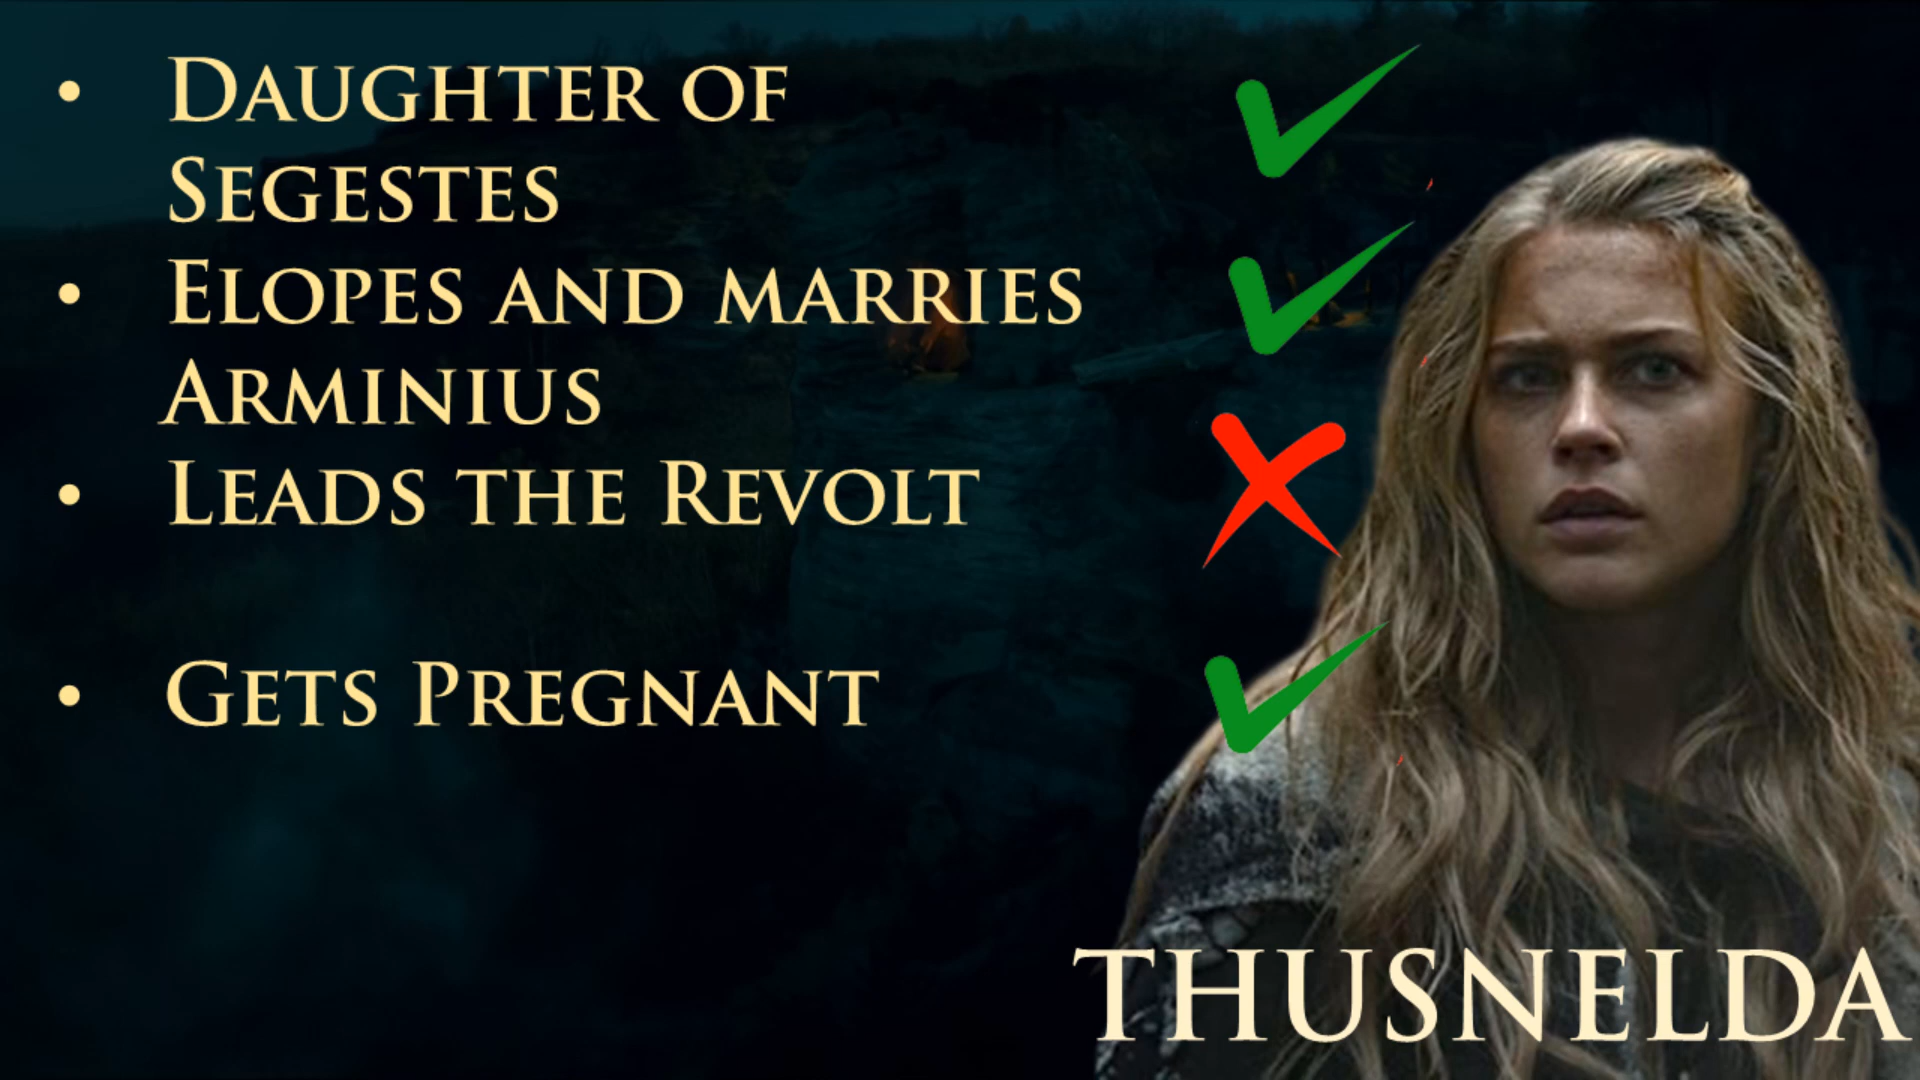 • Daughter of
Segestes
• Elopes and marries
Arminius
• Leads the Revolt
• Gets Pregnant
THUSNELDA